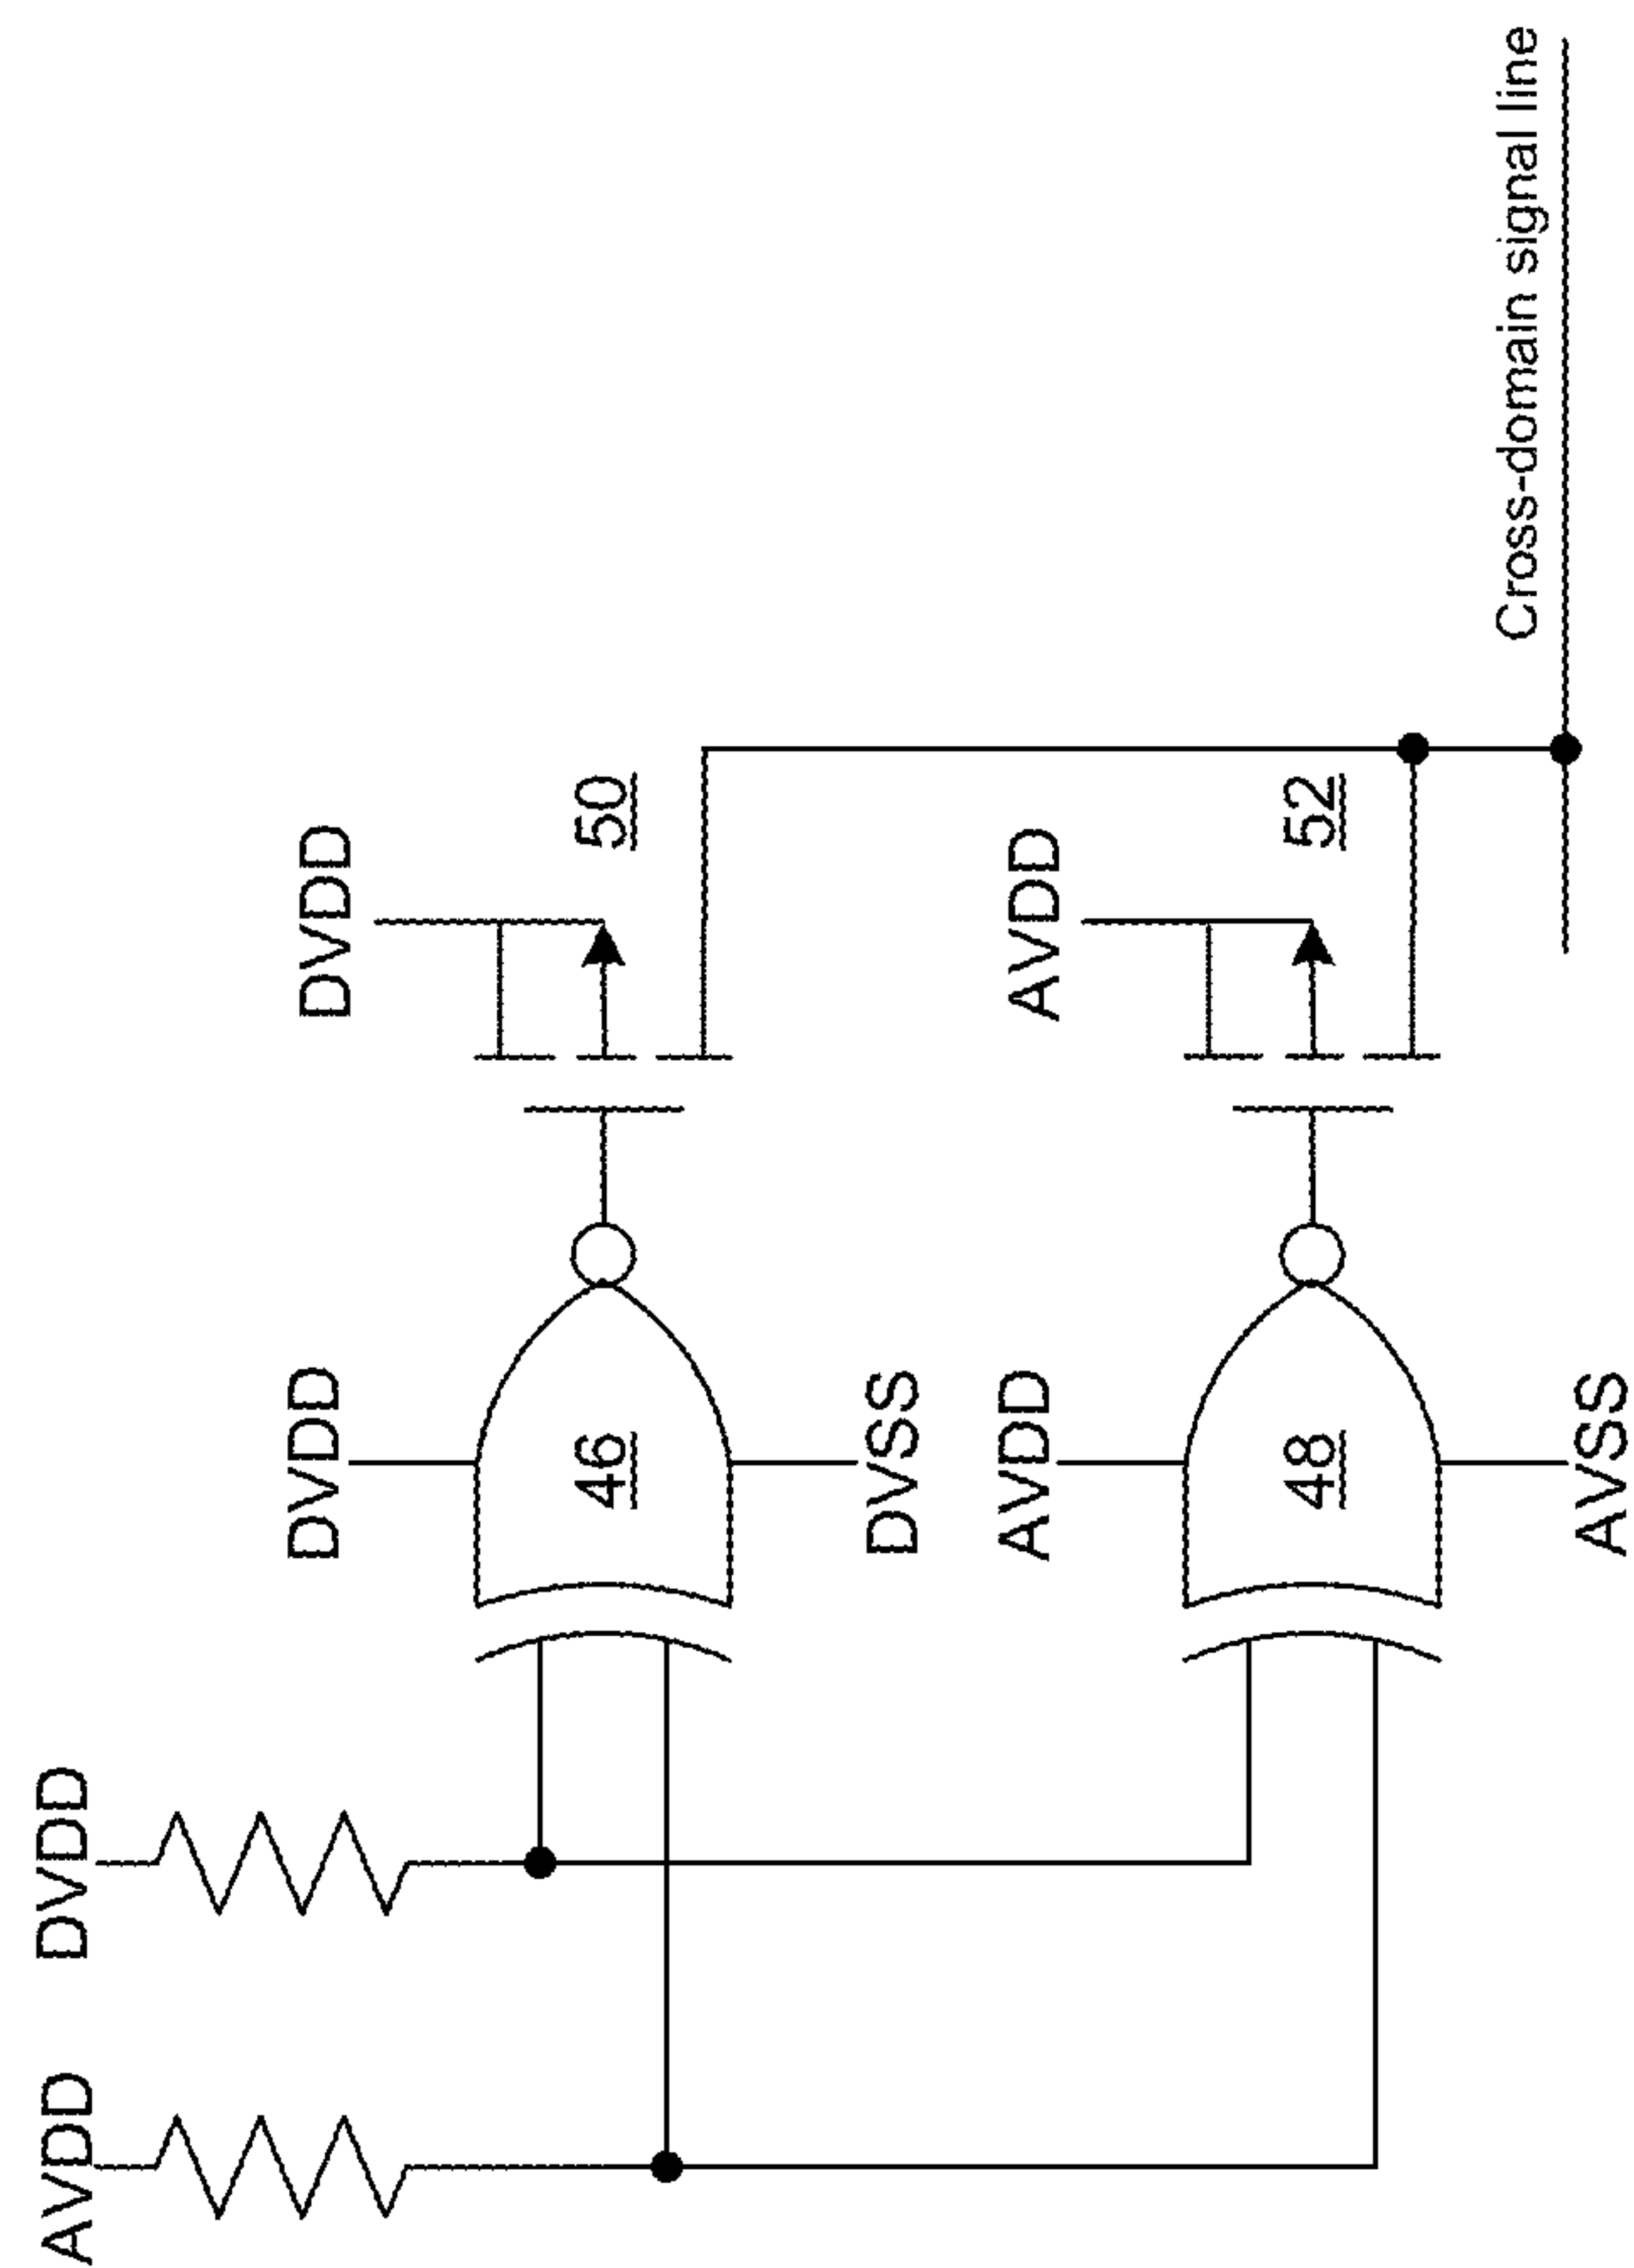 AVDD
DVDD
DVDD
46
DVSS
DVDD
50
AVDD
48
AVSS
AVDD
52
Cross-domain signal line